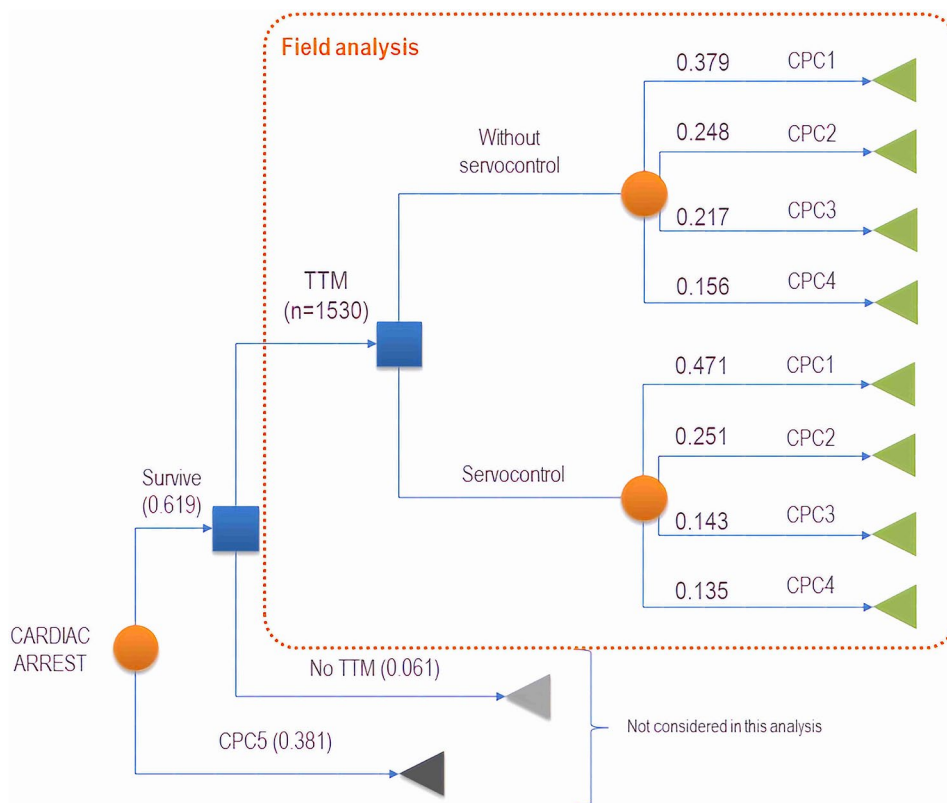 Field analysis
0.379 CPC1
Without
servocontrol
0.248 CPC2
0.217 CPC3
0.156 CPC4
TTM
(n=1530)
0.471 CPC1
0.251 CPC2
Servocontrol
0.143 CPC3
0.135 CPC4
Survive
(0.619)
CARDIAC
ARREST
No TTM (0.061)
CPC5 (0.381)
Not considered in this analysis